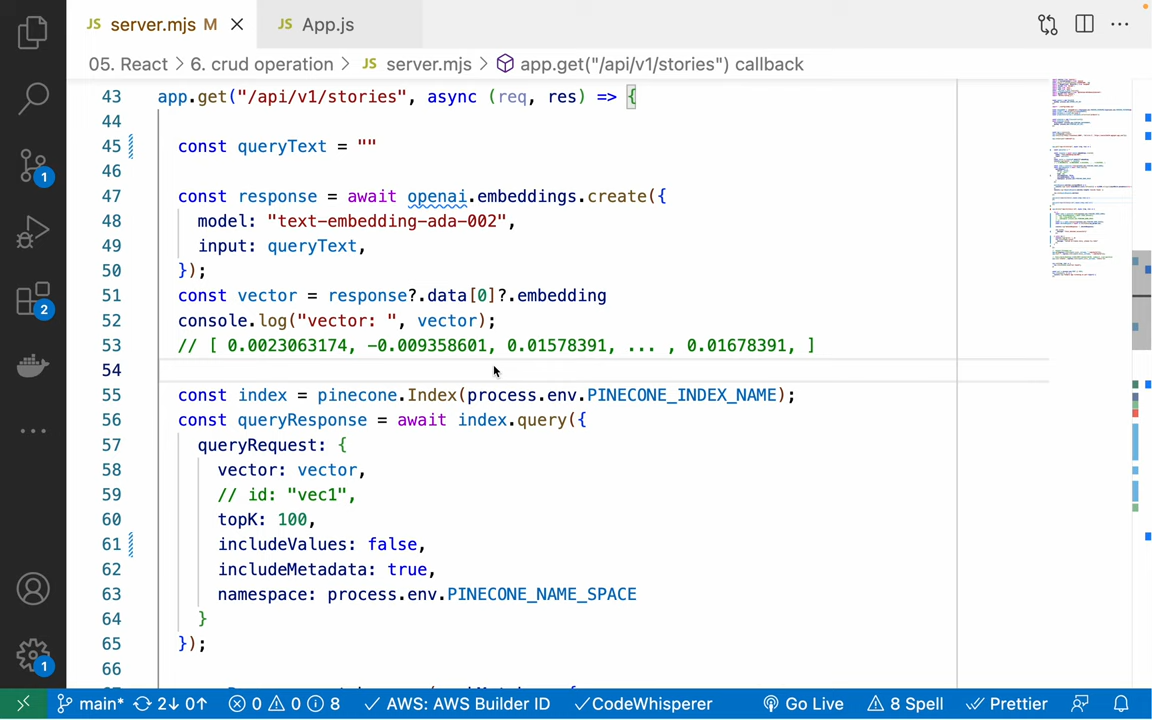 JS server.mjs M
JS App.js
05. React > 6. crud operation > JS server.mjs > app.get("/api/v1/stories") callback
43 app.get("/api/v1/stories", async (req, res) => {
44
45 const queryText = ""
46
47 const response = await openai.embeddings.create({
48 model: "text-embedding-ada-002",
49 input: queryText,
50 });
51 const vector = response?.data[0]?.embedding
52 console.log("vector: ", vector);
53 // [ 0.0023063174, -0.009358601, 0.01578391, ... , 0.01678391, ]
54
55 const index = pinecone.Index(process.env.PINECONE_INDEX_NAME);
56 const queryResponse = await index.query({
57 queryRequest: {
58 vector: vector,
59 // id: "vec1",
60 topK: 100,
61 includeValues: false,
62 includeMetadata: true,
63 namespace: process.env.PINECONE_NAME_SPACE
64 }
65 });
66
1
2
1
main* 2↓ 0↑ 0 0 8 AWS: AWS Builder ID CodeWhisperer Go Live 8 Spell Prettier